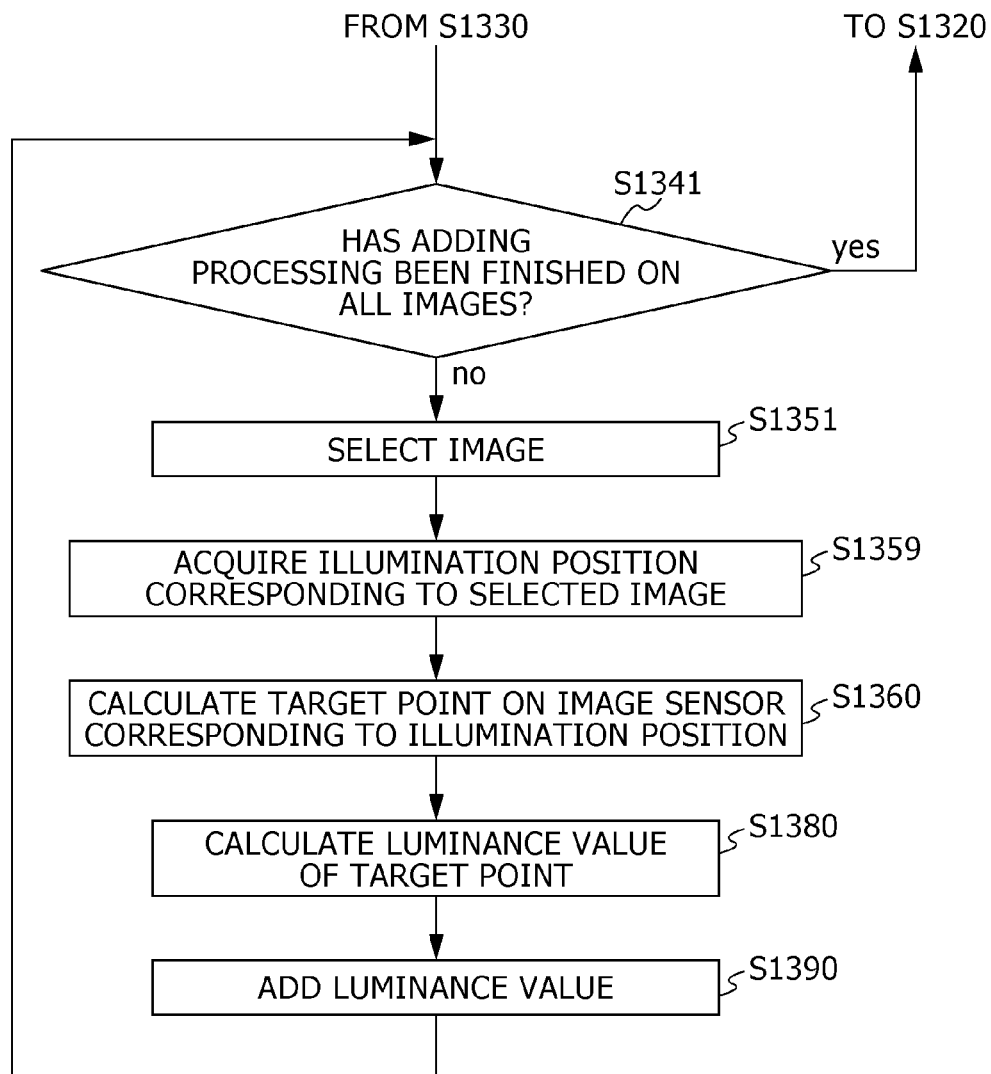 FROM S1330
TO S1320
S1341
HAS ADDING
PROCESSING BEEN FINISHED ON
ALL IMAGES?
yes
no
S1351
SELECT IMAGE
S1359
ACQUIRE ILLUMINATION POSITION
CORRESPONDING TO SELECTED IMAGE
S1360
CALCULATE TARGET POINT ON IMAGE SENSOR
CORRESPONDING TO ILLUMINATION POSITION
S1380
CALCULATE LUMINANCE VALUE
OF TARGET POINT
S1390
ADD LUMINANCE VALUE